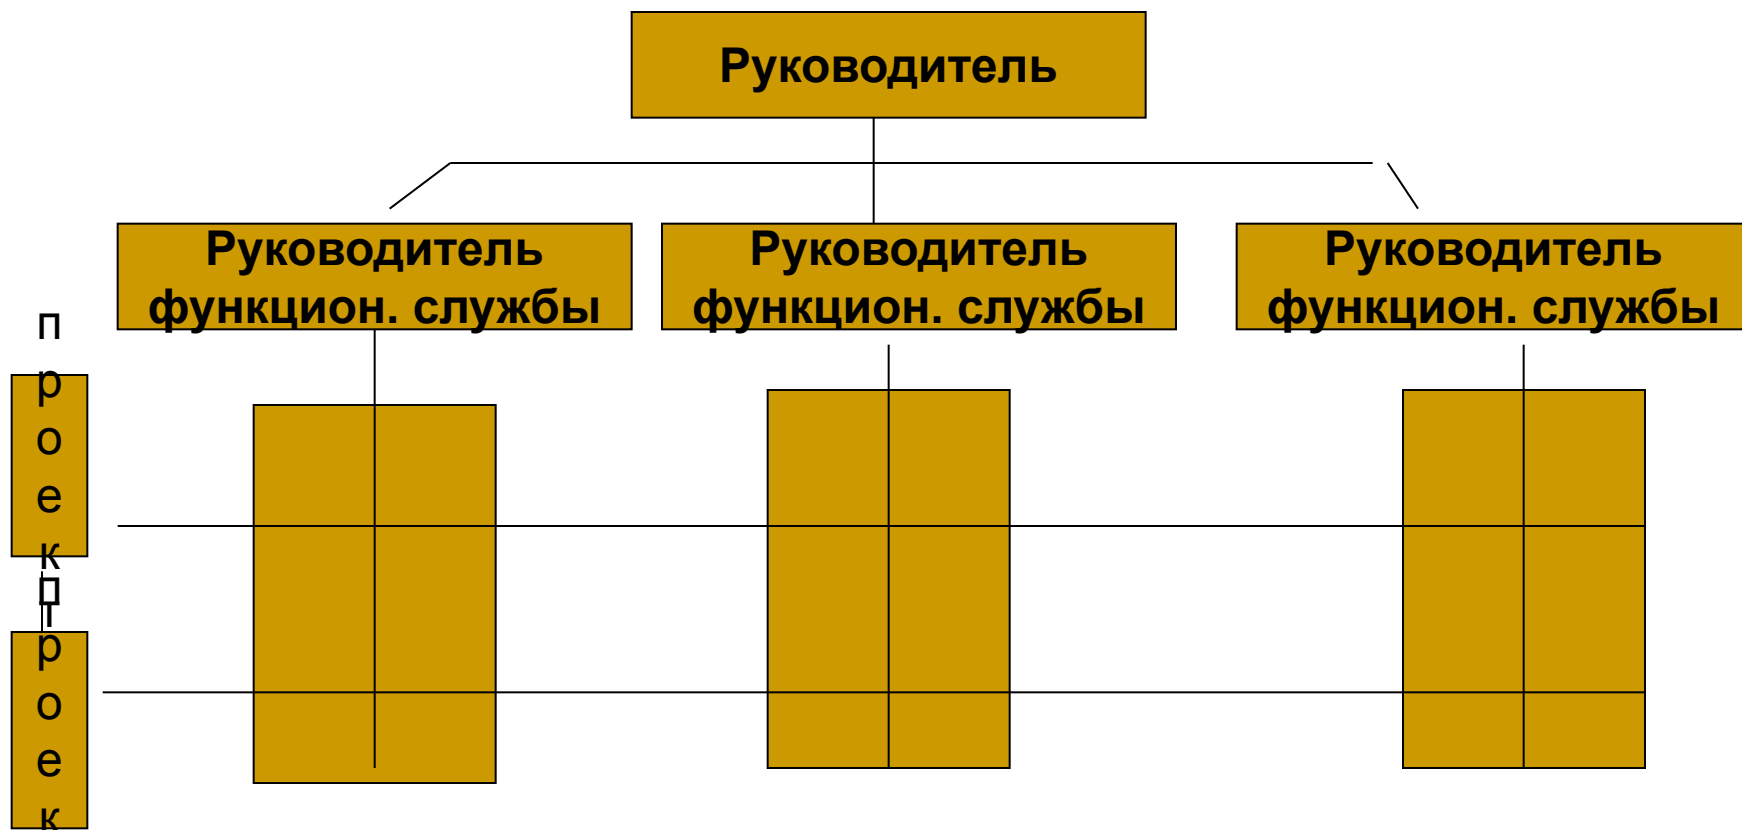 Руководитель
Руководитель
функцион. службы
Руководитель
функцион. службы
Руководитель
функцион. службы
п
р
о
е
к
т
п
р
о
е
к